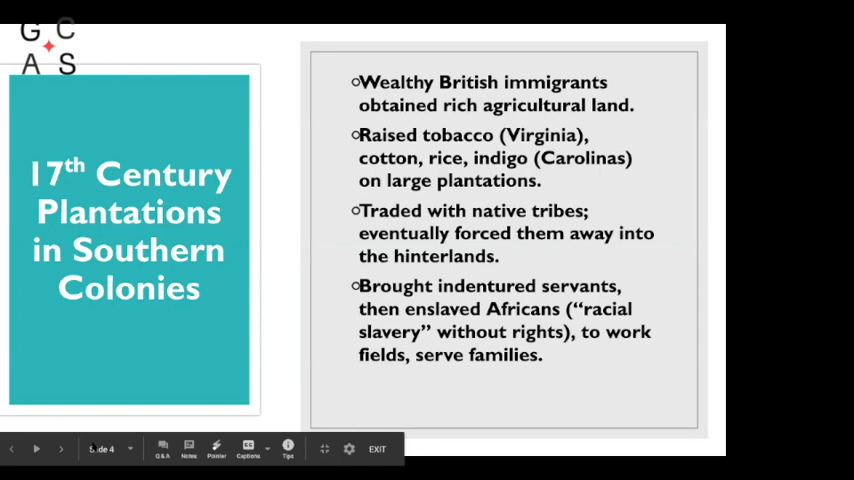 G C
A S
17th Century
Plantations
in Southern
Colonies
Wealthy British immigrants
obtained rich agricultural land.
Raised tobacco (Virginia),
cotton, rice, indigo (Carolinas)
on large plantations.
Traded with native tribes;
eventually forced them away into
the hinterlands.
Brought indentured servants,
then enslaved Africans (“racial
slavery” without rights), to work
fields, serve families.
Slide 4
Q&A Notes Pointer Captions Tips EXIT